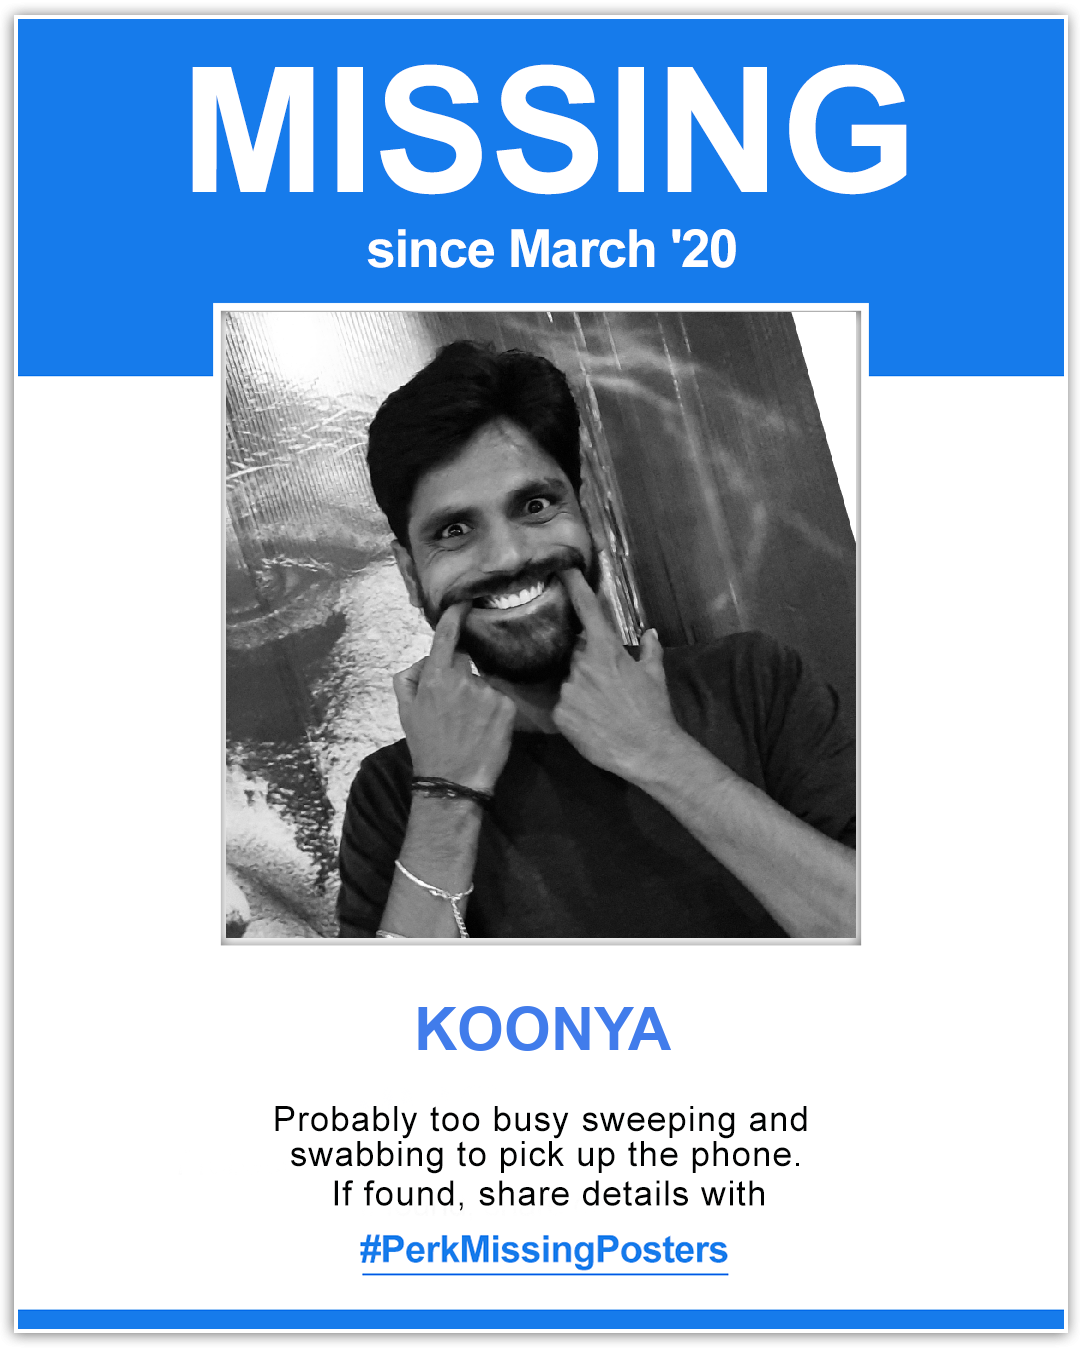 MISSING
since March '20
KOONYA
Probably too busy sweeping and
swabbing to pick up the phone.
If found, share details with
#PerkMissingPosters